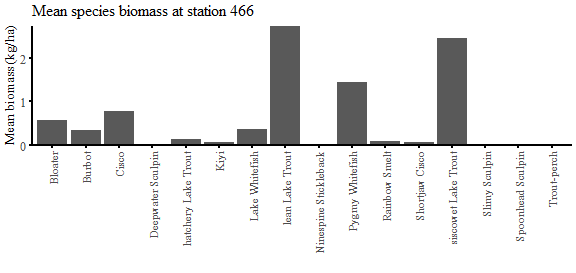 Mean species biomass at station 466
Mean biomass (kg/ha)
2
1
0
Bloater
Burbot
Cisco
Deepwater Sculpin
hatchery Lake Trout
Kiyi
Lake Whitefish
lean Lake Trout
Ninespine Stickleback
Pygmy Whitefish
Rainbow Smelt
Shortjaw Cisco
siscowet Lake Trout
Slimy Sculpin
Spoonhead Sculpin
Trout-perch